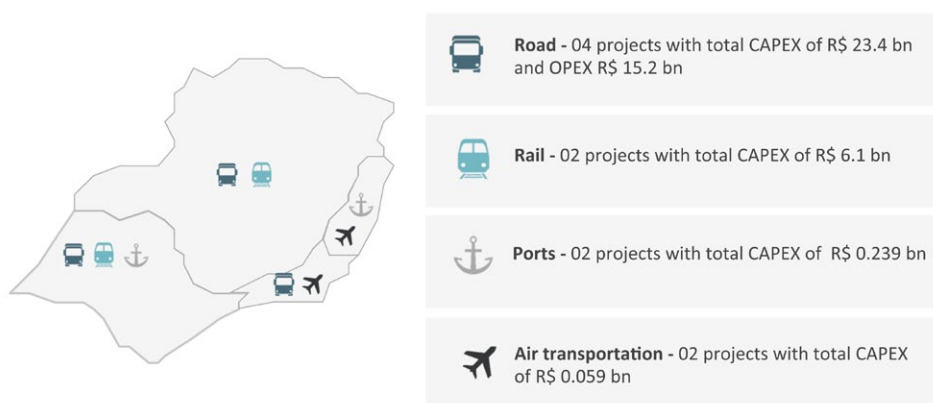 Road - 04 projects with total CAPEX of R$ 23.4 bn
and OPEX R$ 15.2 bn
Rail - 02 projects with total CAPEX of R$ 6.1 bn
Ports - 02 projects with total CAPEX of  R$ 0.239 bn
Air transportation - 02 projects with total CAPEX
of R$ 0.059 bn